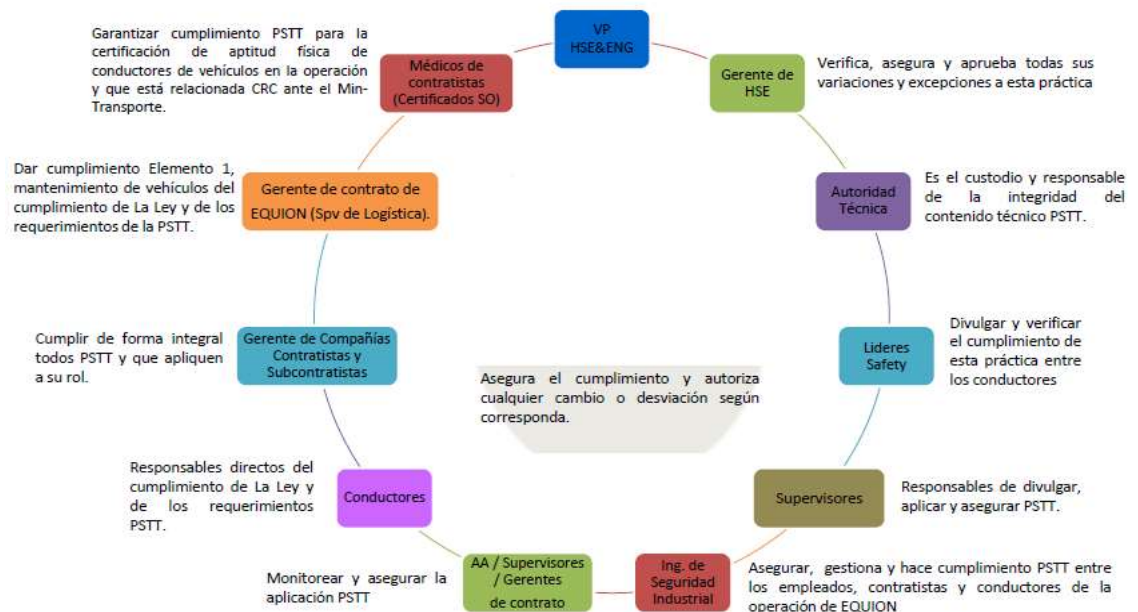 VP
HSE&ENG
Gerente de
HSE
Verifica, asegura y aprueba todas sus
variaciones y excepciones a esta práctica
Autoridad
Técnica
Es el custodio y responsable
de la integridad del
contenido técnico PSTT.
Lideres
Safety
Divulgar y verificar
el cumplimiento de
esta práctica entre
los conductores
Supervisores
Responsables de divulgar,
aplicar y asegurar PSTT.
Ing. de
Seguridad
Industrial
Asegurar, gestiona y hace cumplimiento PSTT entre
los empleados, contratistas y conductores de la
operación de EQUION
AA / Supervisores
/ Gerentes
de contrato
Monitorear y asegurar la
aplicación PSTT
Conductores
Responsables directos del
cumplimiento de La Ley y
de los requerimientos
PSTT.
Gerente de Compañías
Contratistas y
Subcontratistas
Cumplir de forma integral
todos PSTT y que apliquen
a su rol.
Gerente de contrato de
EQUION (Spv de Logística).
Dar cumplimiento Elemento 1,
mantenimiento de vehículos del
cumplimiento de La Ley y de los
requerimientos de la PSTT.
Médicos de
contratistas
(Certificados SO)
Garantizar cumplimiento PSTT para la
certificación de aptitud física de
conductores de vehículos en la operación
y que está relacionada CRC ante el Min-
Transporte.
Asegura el cumplimiento y autoriza
cualquier cambio o desviación según
corresponda.